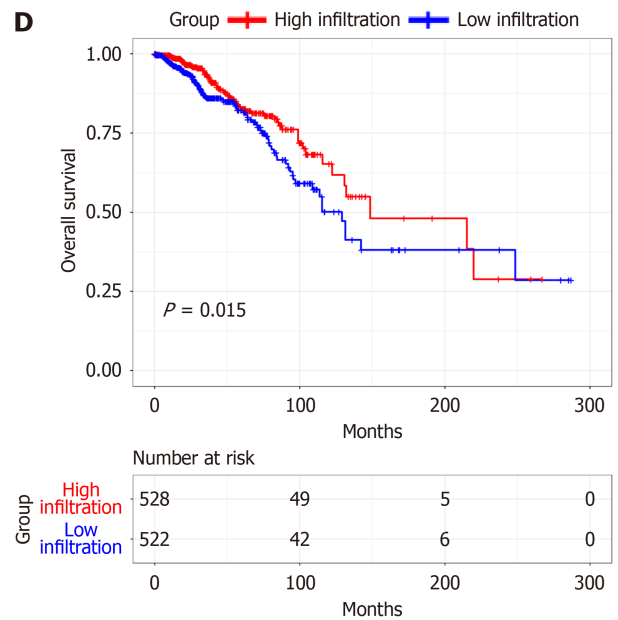 D
Group High infiltration Low infiltration
1.00
0.75
0.50
0.25
0.00
Overall survival
P = 0.015
0 100 200 300
Months
Number at risk
Group
High
infiltration
528 49 5 0
Low
infiltration
522 42 6 0
0 100 200 300
Months